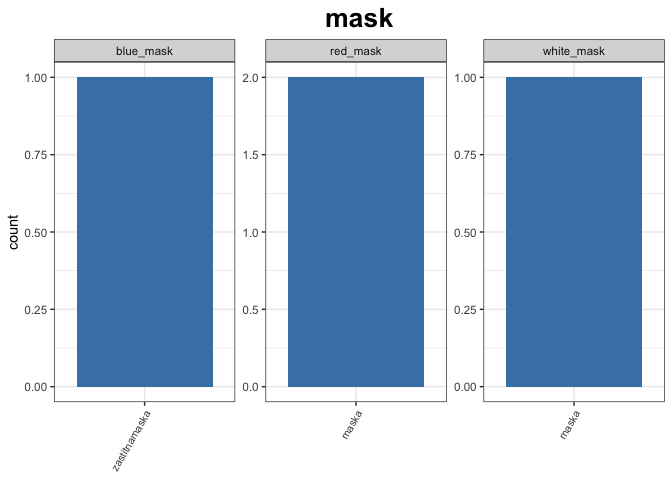 mask
blue_mask red_mask white_mask
1.00 2.0 1.00
0.75 1.5 0.75
count
0.50 1.0 0.50
0.25 0.5 0.25
0.00 0.0 0.00
zastitnamaska maska maska